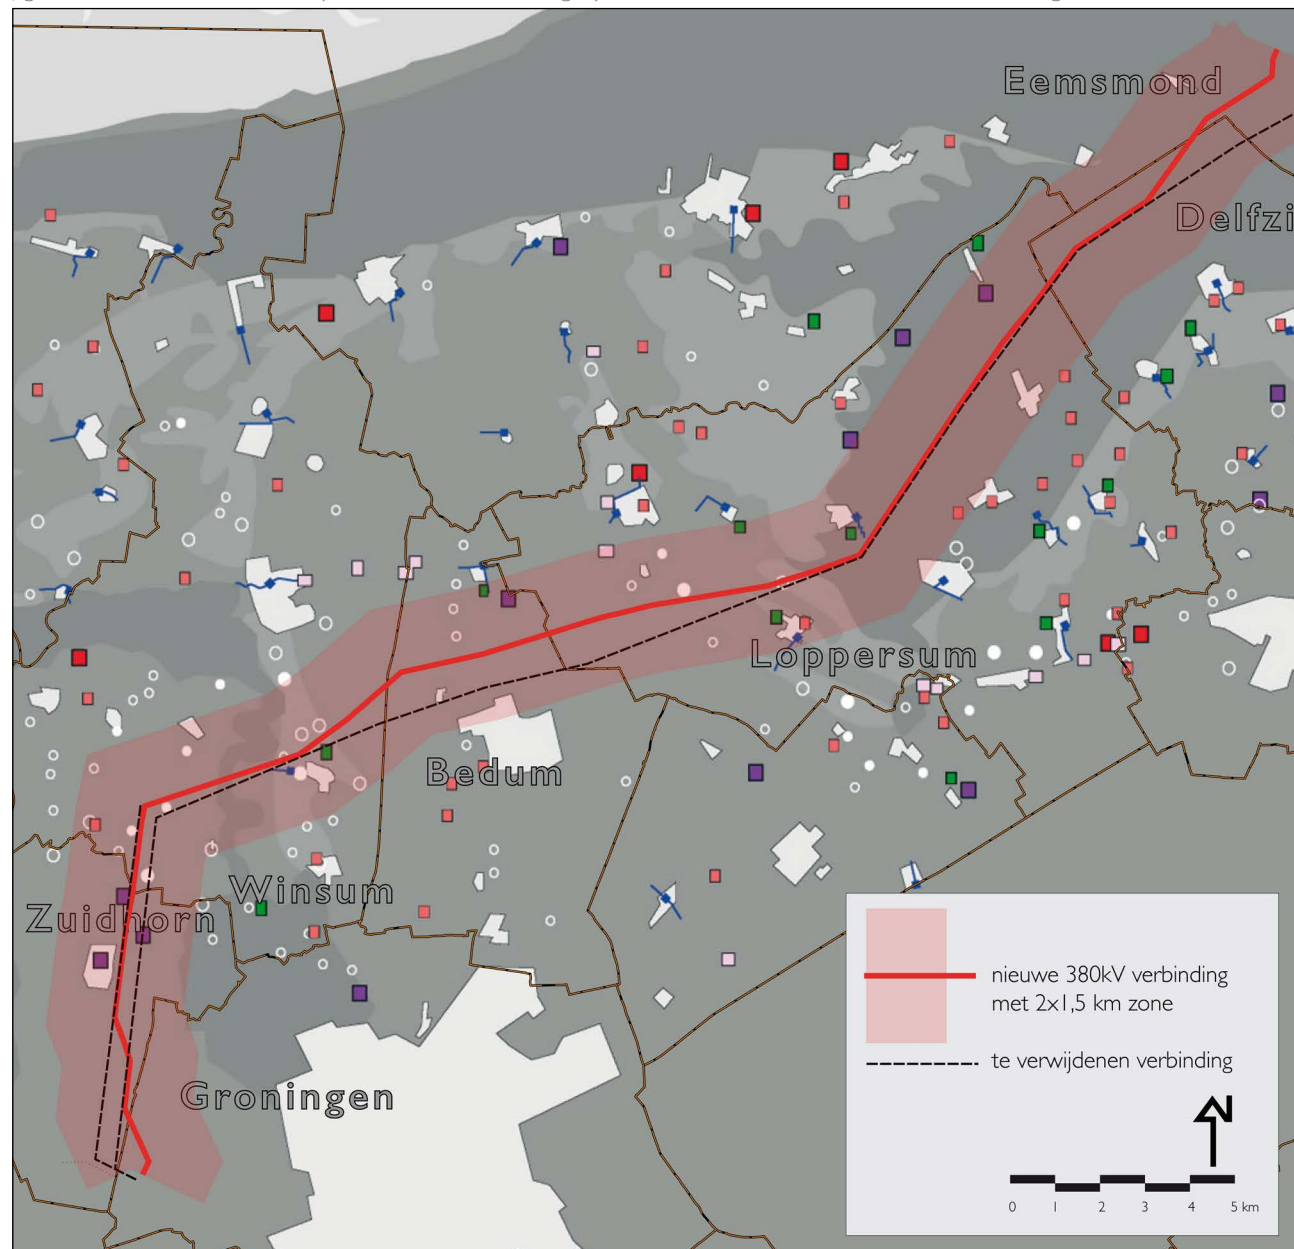 Eemsmond
Delfzi
Loppersum
Bedum
Winsum
Zuidhorn
Groningen
nieuwe 380kV verbinding
met 2x1,5 km zone
te verwijdenen verbinding
N
0 1 2 3 4 5 km